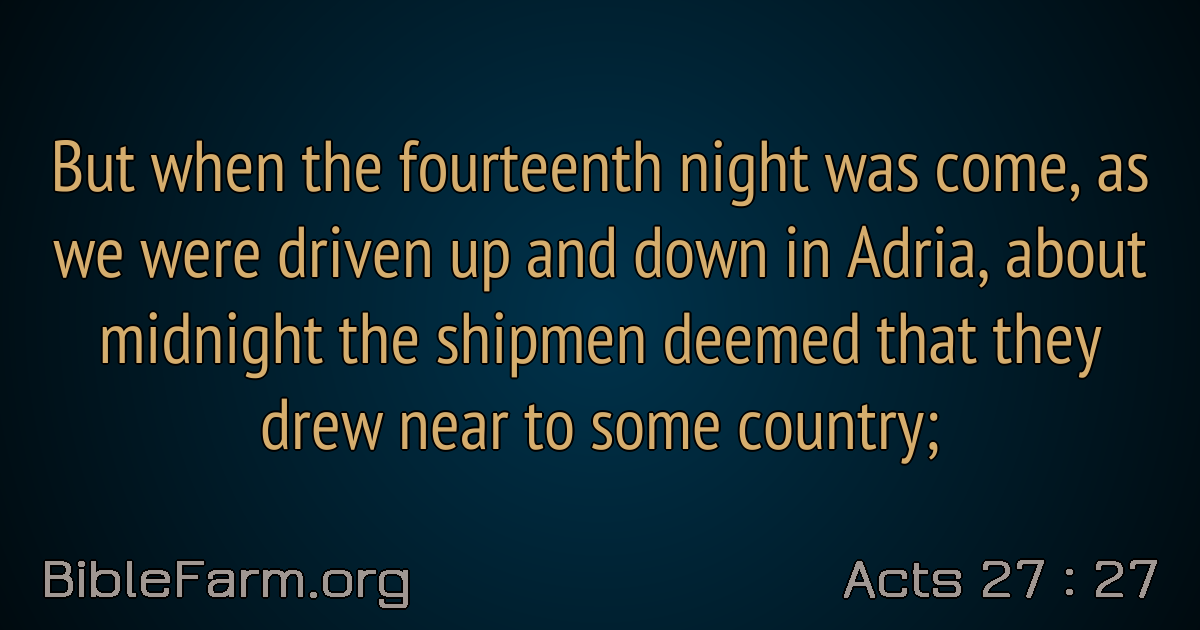 But when the fourteenth night was come, as
we were driven up and down in Adria, about
midnight the shipmen deemed that they
drew near to some country;
BibleFarm.org
Acts 27 : 27